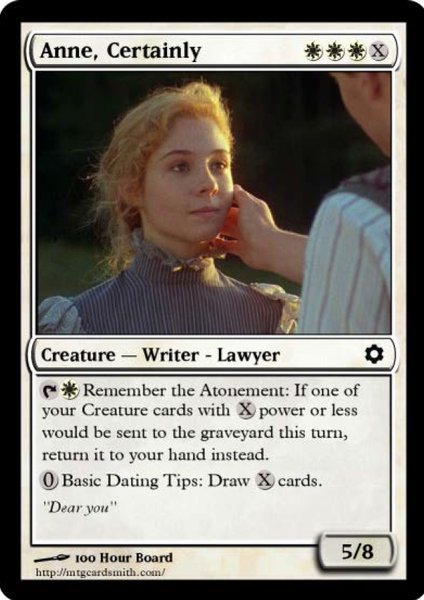 Anne, Certainly X
Creature — Writer - Lawyer
Remember the Atonement: If one of
your Creature cards with X power or less
would be sent to the graveyard this turn,
return it to your hand instead.
0 Basic Dating Tips: Draw X cards.
"Dear you"
100 Hour Board
5/8
http://mtgcardsmith.com/